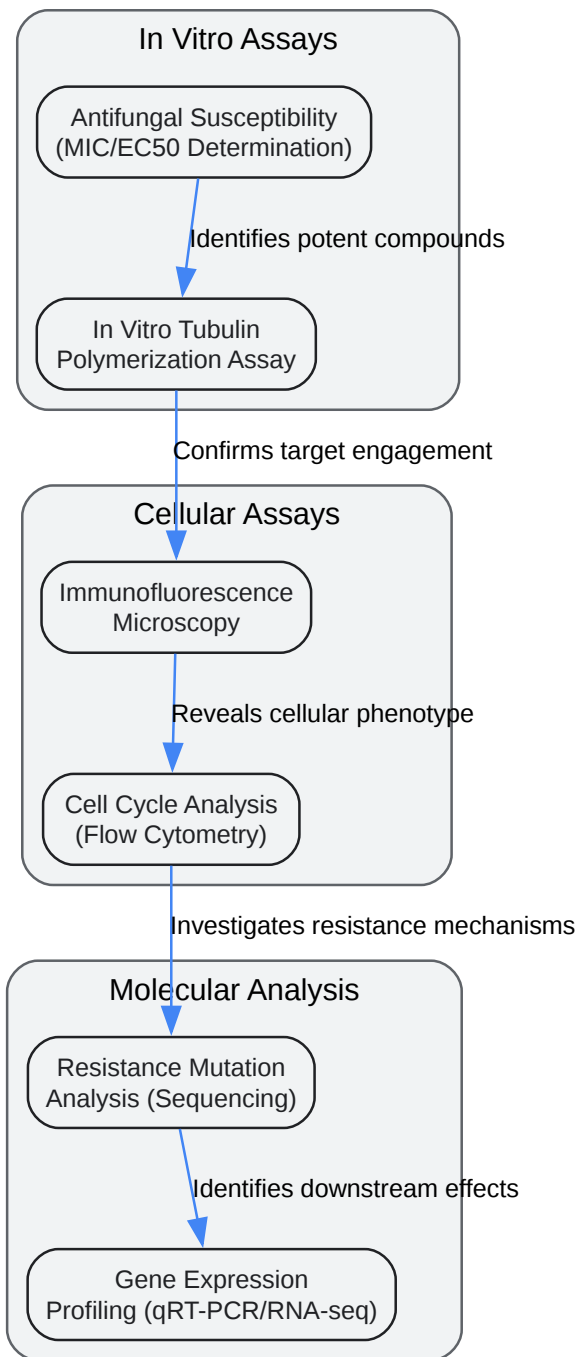 In Vitro Assays
Antifungal Susceptibility
(MIC/EC50 Determination)
Identifies potent compounds
In Vitro Tubulin
Polymerization Assay
Confirms target engagement
Cellular Assays
Immunofluorescence
Microscopy
Reveals cellular phenotype
Cell Cycle Analysis
(Flow Cytometry)
Investigates resistance mechanisms
Molecular Analysis
Resistance Mutation
Analysis (Sequencing)
Identifies downstream effects
Gene Expression
Profiling (qRT-PCR/RNA-seq)